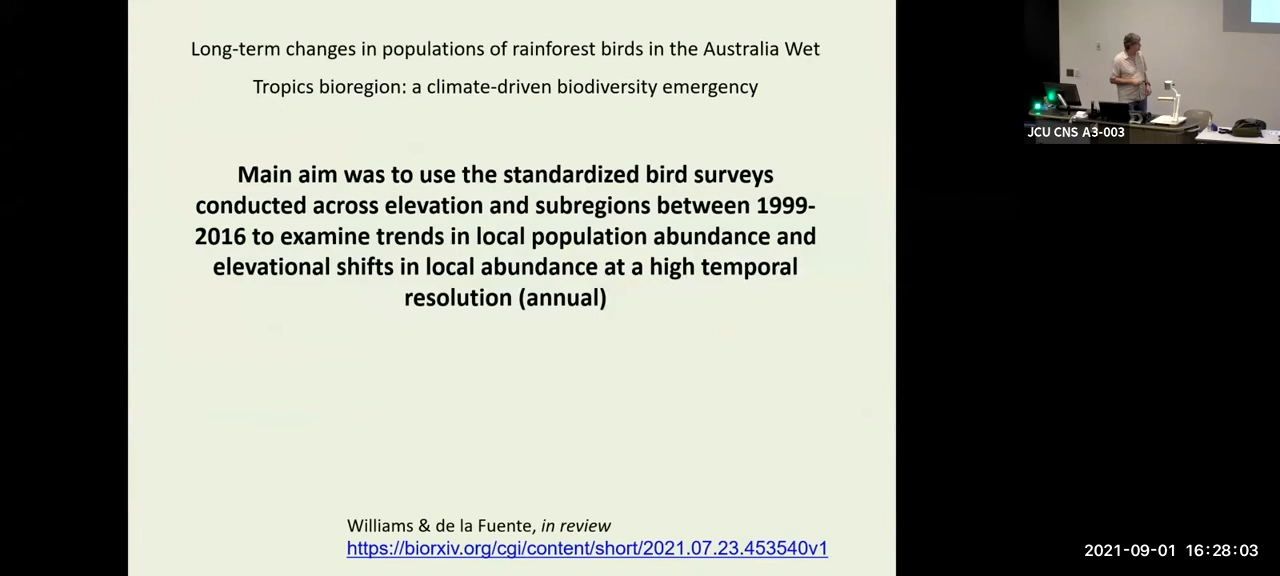 Long-term changes in populations of rainforest birds in the Australia Wet
Tropics bioregion: a climate-driven biodiversity emergency
Main aim was to use the standardized bird surveys
conducted across elevation and subregions between 1999-
2016 to examine trends in local population abundance and
elevational shifts in local abundance at a high temporal
resolution (annual)
Williams & de la Fuente, in review
https://biorxiv.org/cgi/content/short/2021.07.23.453540v1
JCU CNS A3-003
2021-09-01 16:28:03